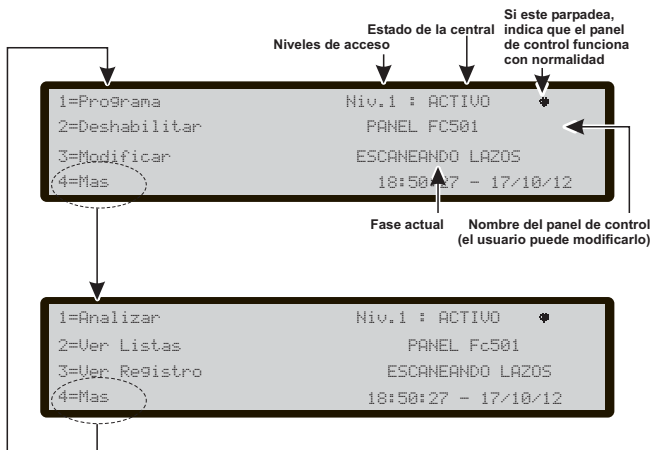 Si este parpadea,
indica que el panel
de control funciona
con normalidad
Estado de la central
Niveles de acceso
1=Programa Niv.1 : ACTIVO
2=Deshabilitar PANEL FC501
3=Modificar ESCANEANDO LAZOS
4=Mas 18:50:27 - 17/10/12
Fase actual
Nombre del panel de control
(el usuario puede modificarlo)
1=Analizar Niv.1 : ACTIVO
2=Ver Listas PANEL Fc501
3=Ver Registro ESCANEANDO LAZOS
4=Mas 18:50:27 - 17/10/12